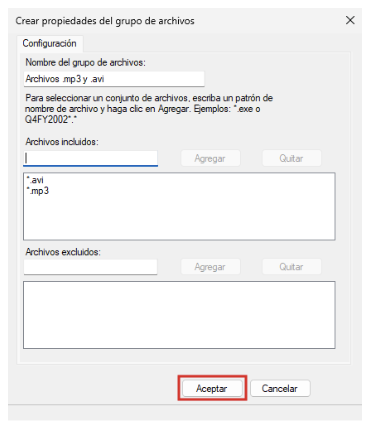 Crear propiedades del grupo de archivos
Configuración
Nombre del grupo de archivos:
Archivos .mp3 y .avi
Para seleccionar un conjunto de archivos, escriba un patrón de
nombre de archivo y haga clic en Agregar. Ejemplos: *.exe o
Q4FY2002*.*
Archivos incluidos:
Agregar Quitar
*.avi
*.mp3
Archivos excluidos:
Agregar Quitar
Aceptar Cancelar